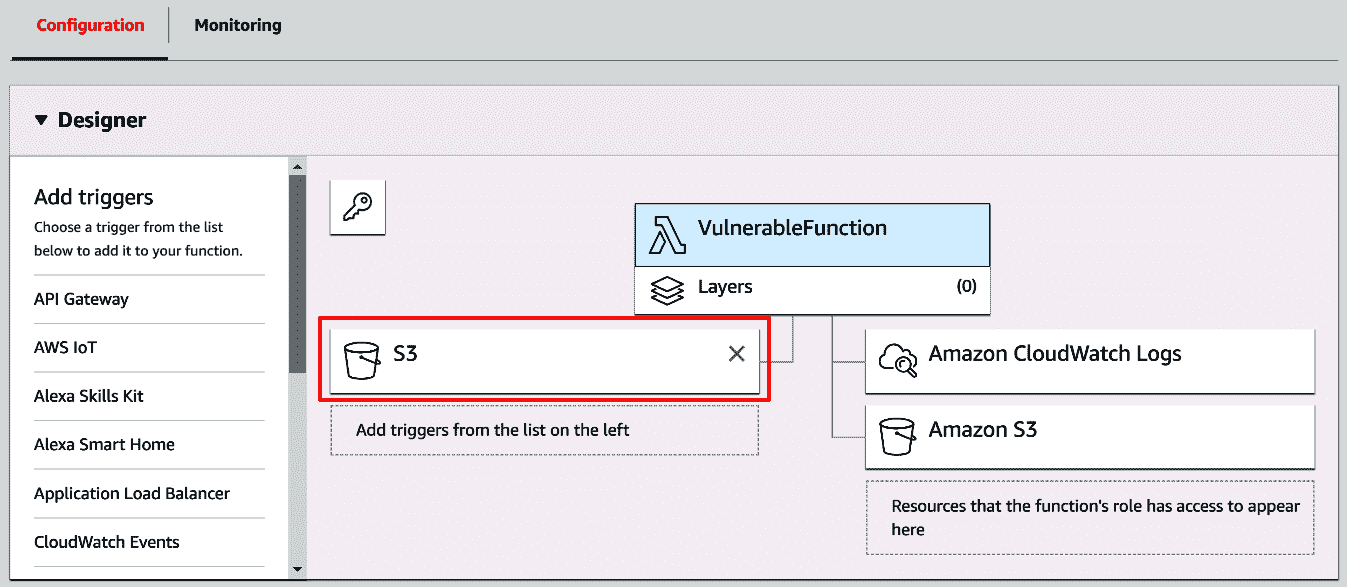 Configuration
Monitoring
Designer
Add triggers
Choose a trigger from the list
below to add it to your function.
API Gateway
AWS IoT
Alexa Skills Kit
Alexa Smart Home
Application Load Balancer
CloudWatch Events
VulnerableFunction
Layers (0)
S3
Add triggers from the list on the left
Amazon CloudWatch Logs
Amazon S3
Resources that the function's role has access to appear
here